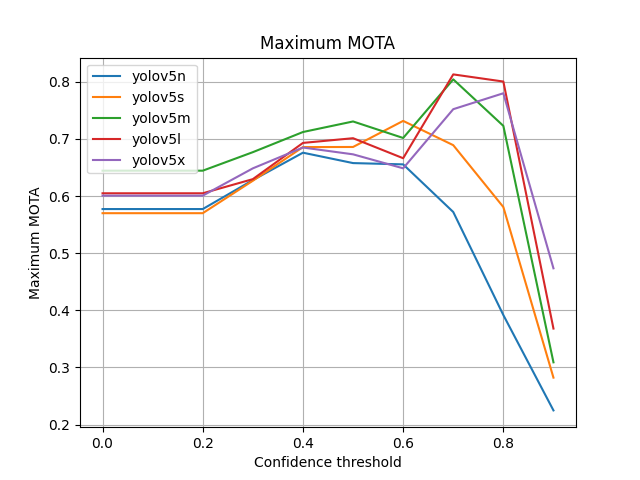 Maximum MOTA
yolov5n
yolov5s
yolov5m
yolov5l
yolov5x
0.8
0.7
0.6
0.5
0.4
0.3
0.2
Maximum MOTA
0.0 0.2 0.4 0.6 0.8
Confidence threshold